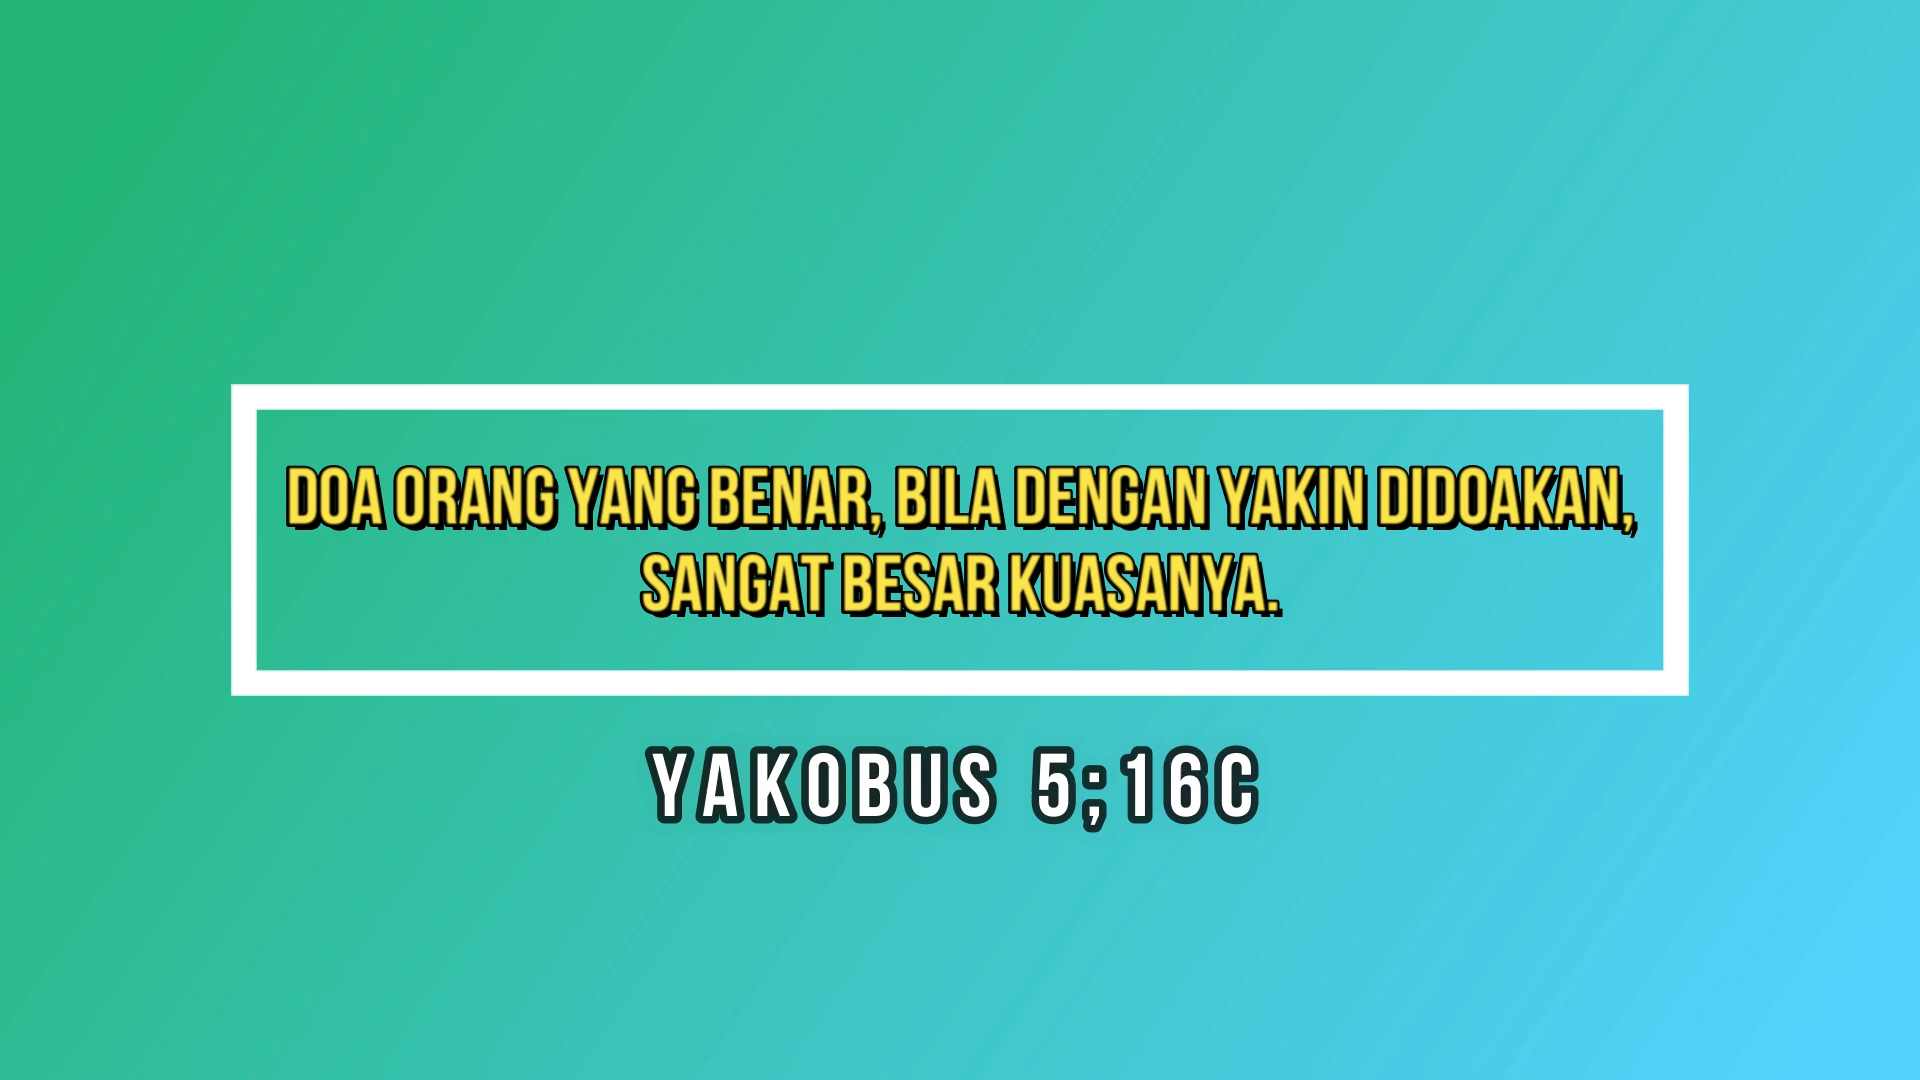 DOA ORANG YANG BENAR, BILA DENGAN YAKIN DIDOAKAN,
SANGAT BESAR KUASANYA.
YAKOBUS 5;16C